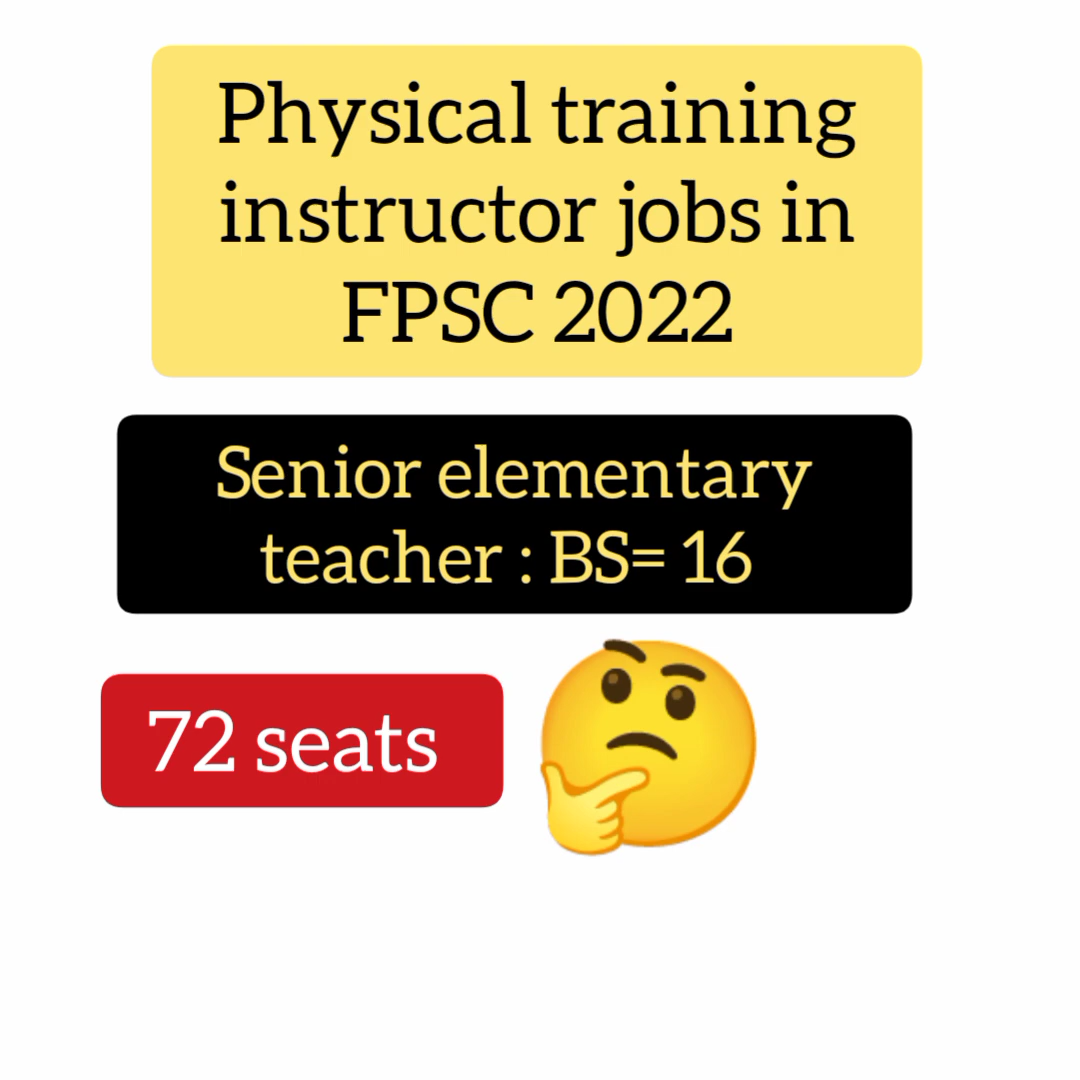 Physical training
instructor jobs in
FPSC 2022
Senior elementary
teacher : BS= 16
72 seats